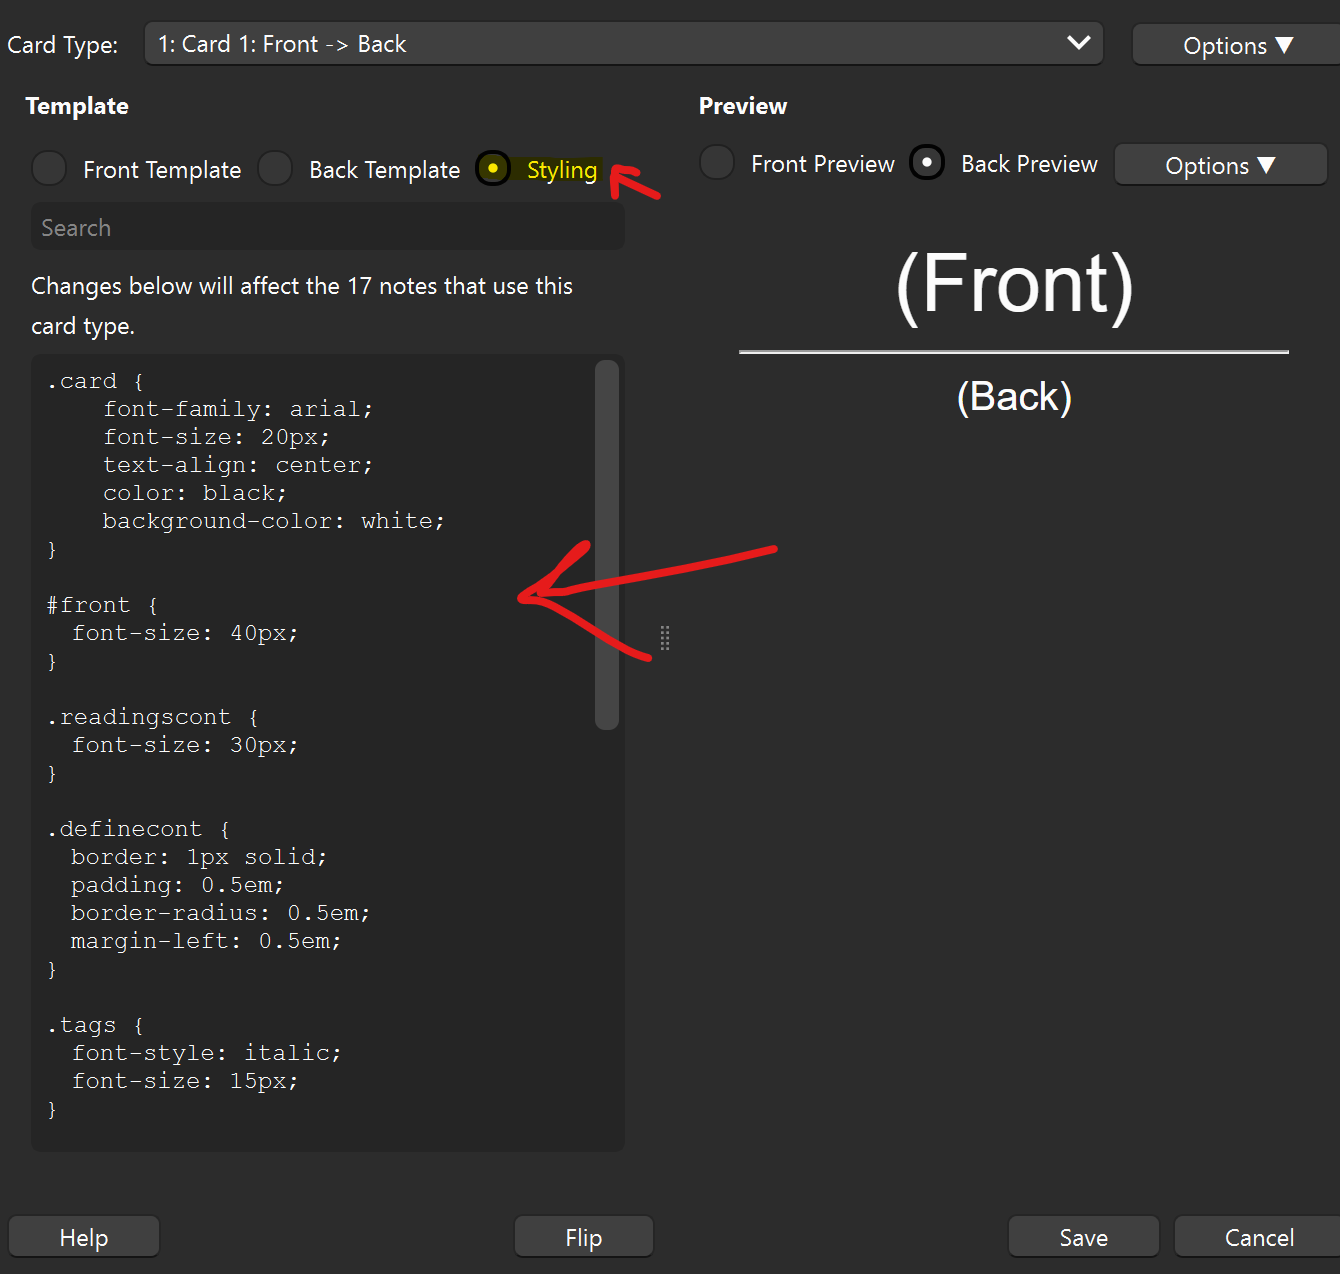 Card Type:
1: Card 1: Front -> Back
Options ▼
Template
Front Template
Back Template
Styling
Search
Changes below will affect the 17 notes that use this
card type.
.card {
    font-family: arial;
    font-size: 20px;
    text-align: center;
    color: black;
    background-color: white;
}
#front {
  font-size: 40px;
}
.readingscont {
  font-size: 30px;
}
.definecont {
  border: 1px solid;
  padding: 0.5em;
  border-radius: 0.5em;
  margin-left: 0.5em;
}
.tags {
  font-style: italic;
  font-size: 15px;
}
Preview
Front Preview
Back Preview
Options ▼
(Front)
(Back)
Help
Flip
Save
Cancel